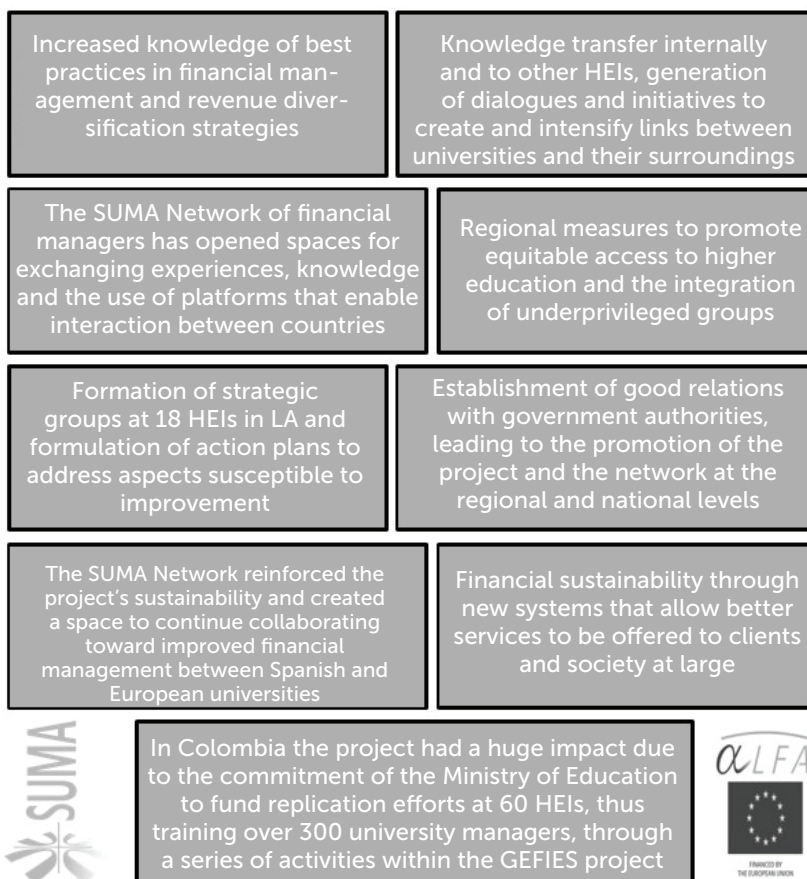 Increased knowledge of best
practices in financial man-
agement and revenue diver-
sification strategies
Knowledge transfer internally
and to other HEIs, generation
of dialogues and initiatives to
create and intensify links between
universities and their surroundings
The SUMA Network of financial
managers has opened spaces for
exchanging experiences, knowledge
and the use of platforms that enable
interaction between countries
Regional measures to promote
equitable access to higher
education and the integration
of underprivileged groups
Formation of strategic
groups at 18 HEIs in LA and
formulation of action plans to
address aspects susceptible to
improvement
Establishment of good relations
with government authorities,
leading to the promotion of the
project and the network at the
regional and national levels
The SUMA Network reinforced the
project's sustainability and created
a space to continue collaborating
toward improved financial
management between Spanish and
European universities
Financial sustainability through
new systems that allow better
services to be offered to clients
and society at large
SUMA
In Colombia the project had a huge impact due
to the commitment of the Ministry of Education
to fund replication efforts at 60 HEIs, thus
training over 300 university managers, through
a series of activities within the GEFIES project
αLFA
FINANCED BY
THE EUROPEAN UNION